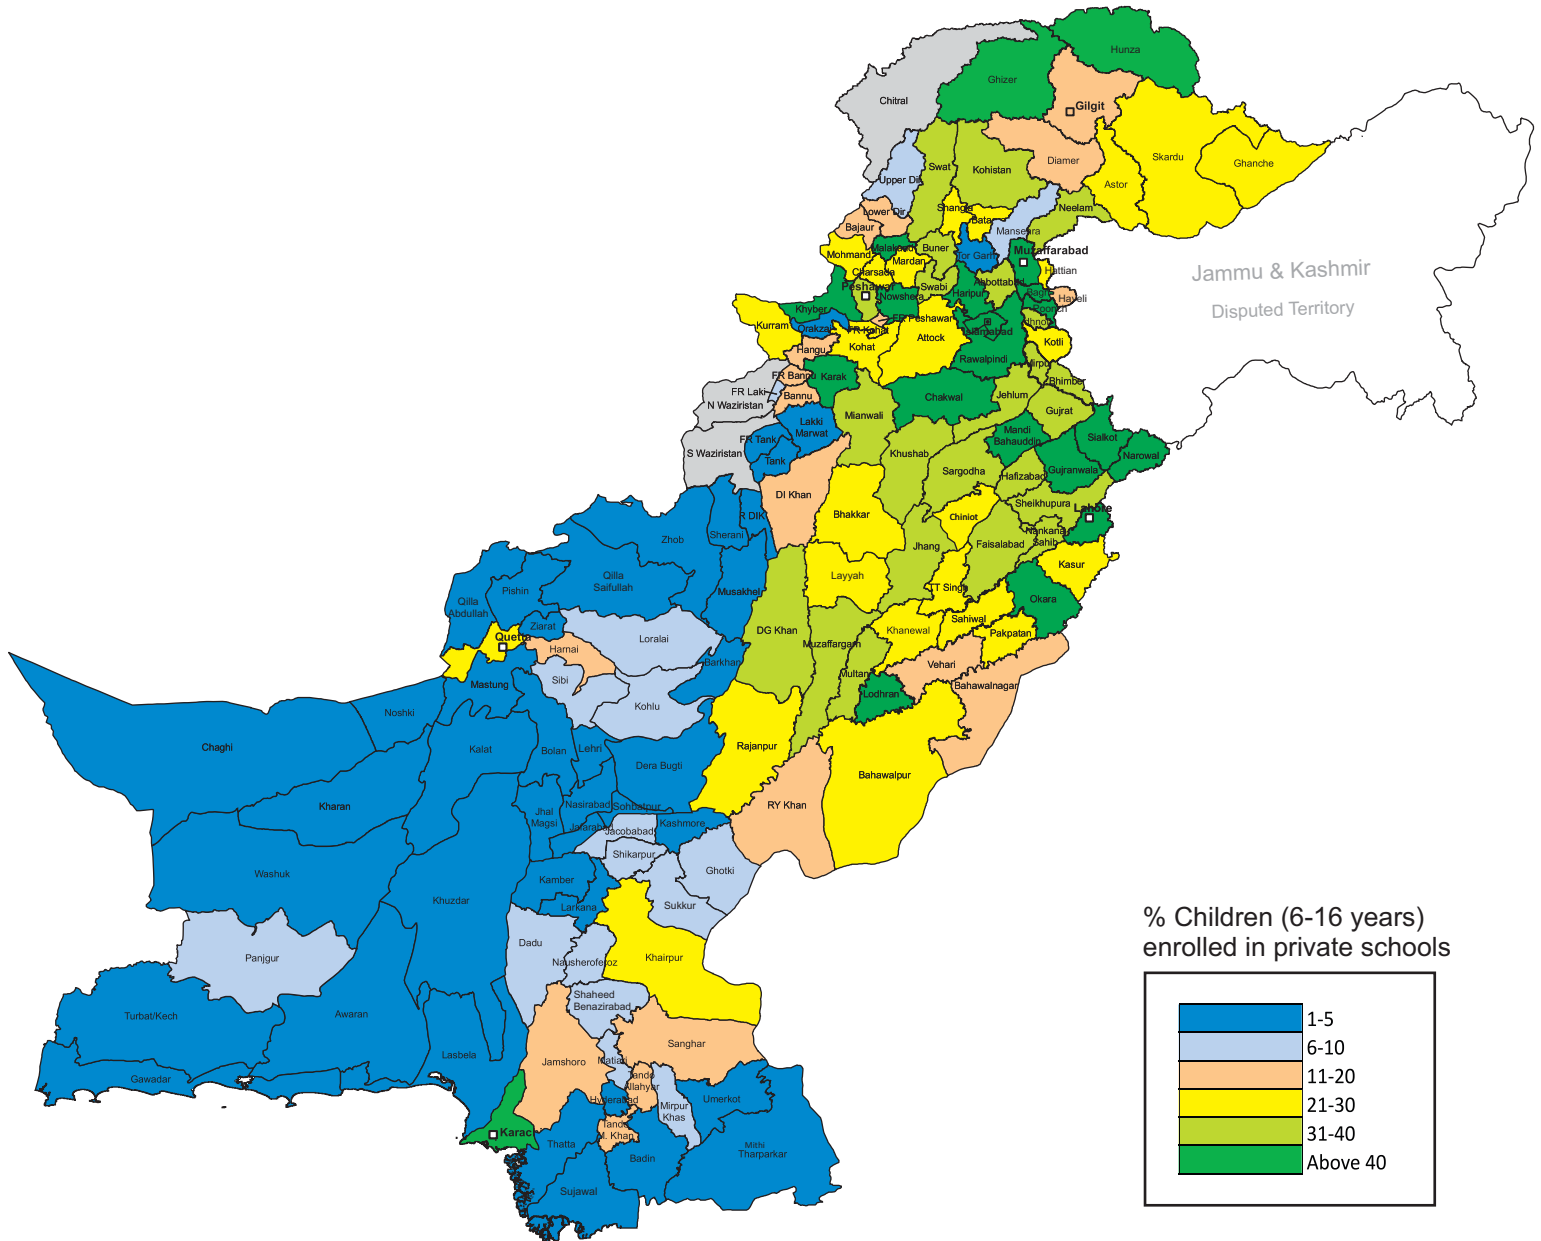 Hunza
Ghizer
Chitral
Gilgit
Skardu
Diamer
Ghanche
Swat
Kohistan
Upper Dir
Astor
Neelam
Shangla
Lower Dir
Bata
Bajaur
Mansehra
Malakand
Buner
Muzaffarabad
Mohmand
Tor Garh
Mardan
Charsada
Hattian
Abbottabad
Peshawar
Swabi
Haripur
Bagh
Haveli
Nowshera
Khyber
Poonch
FR Peshawar
Kurram
Orakzai
FR Kohat
Islamabad
Attock
Kotli
Kohat
Hangu
Rawalpindi
Mirpur
FR Bannu
Karak
Bhimber
FR Laki
Bannu
Chakwal
Jehlum
N Waziristan
Mianwali
Gujrat
Lakki
Marwat
Mandi
Bahauddin
Sialkot
FR Tank
S Waziristan
Khushab
Narowal
Tank
Sargodha
Gujranwala
Hafizabad
DI Khan
Sheikhupura
Lahore
Bhakkar
Chiniot
R DIK
Nankana
Sahib
Sherani
Zhob
Jhang
Faisalabad
Kasur
Qilla
Saifullah
Layyah
TT Singh
Pishin
Musakhel
Okara
Qilla
Abdullah
Ziarat
Sahiwal
Quetta
DG Khan
Khanewal
Pakpatan
Loralai
Muzaffargarh
Harnai
Barkhan
Vehari
Multan
Sibi
Mastung
Bahawalnagar
Lodhran
Kohlu
Noshki
Chaghi
Kalat
Bolan
Lehri
Rajanpur
Dera Bugti
Bahawalpur
Kharan
Nasirabad
Sohbatpur
RY Khan
Jhal
Magsi
Jafarabad
Jacobabad
Kashmore
Shikarpur
Washuk
Ghotki
Kamber
Khuzdar
Larkana
Sukkur
Dadu
Panjgur
Nausheroferoz
Khairpur
Shaheed
Benazirabad
Turbat/Kech
Awaran
Sanghar
Lasbela
Jamshoro
Matiari
Gawadar
Tando
Allahyar
Hyderabad
Umerkot
Mirpur
Khas
Tando
M. Khan
Karac
Thatta
Mithi
Tharparkar
Badin
Sujawal
Jammu & Kashmir
Disputed Territory
% Children (6-16 years)
enrolled in private schools
1-5
6-10
11-20
21-30
31-40
Above 40